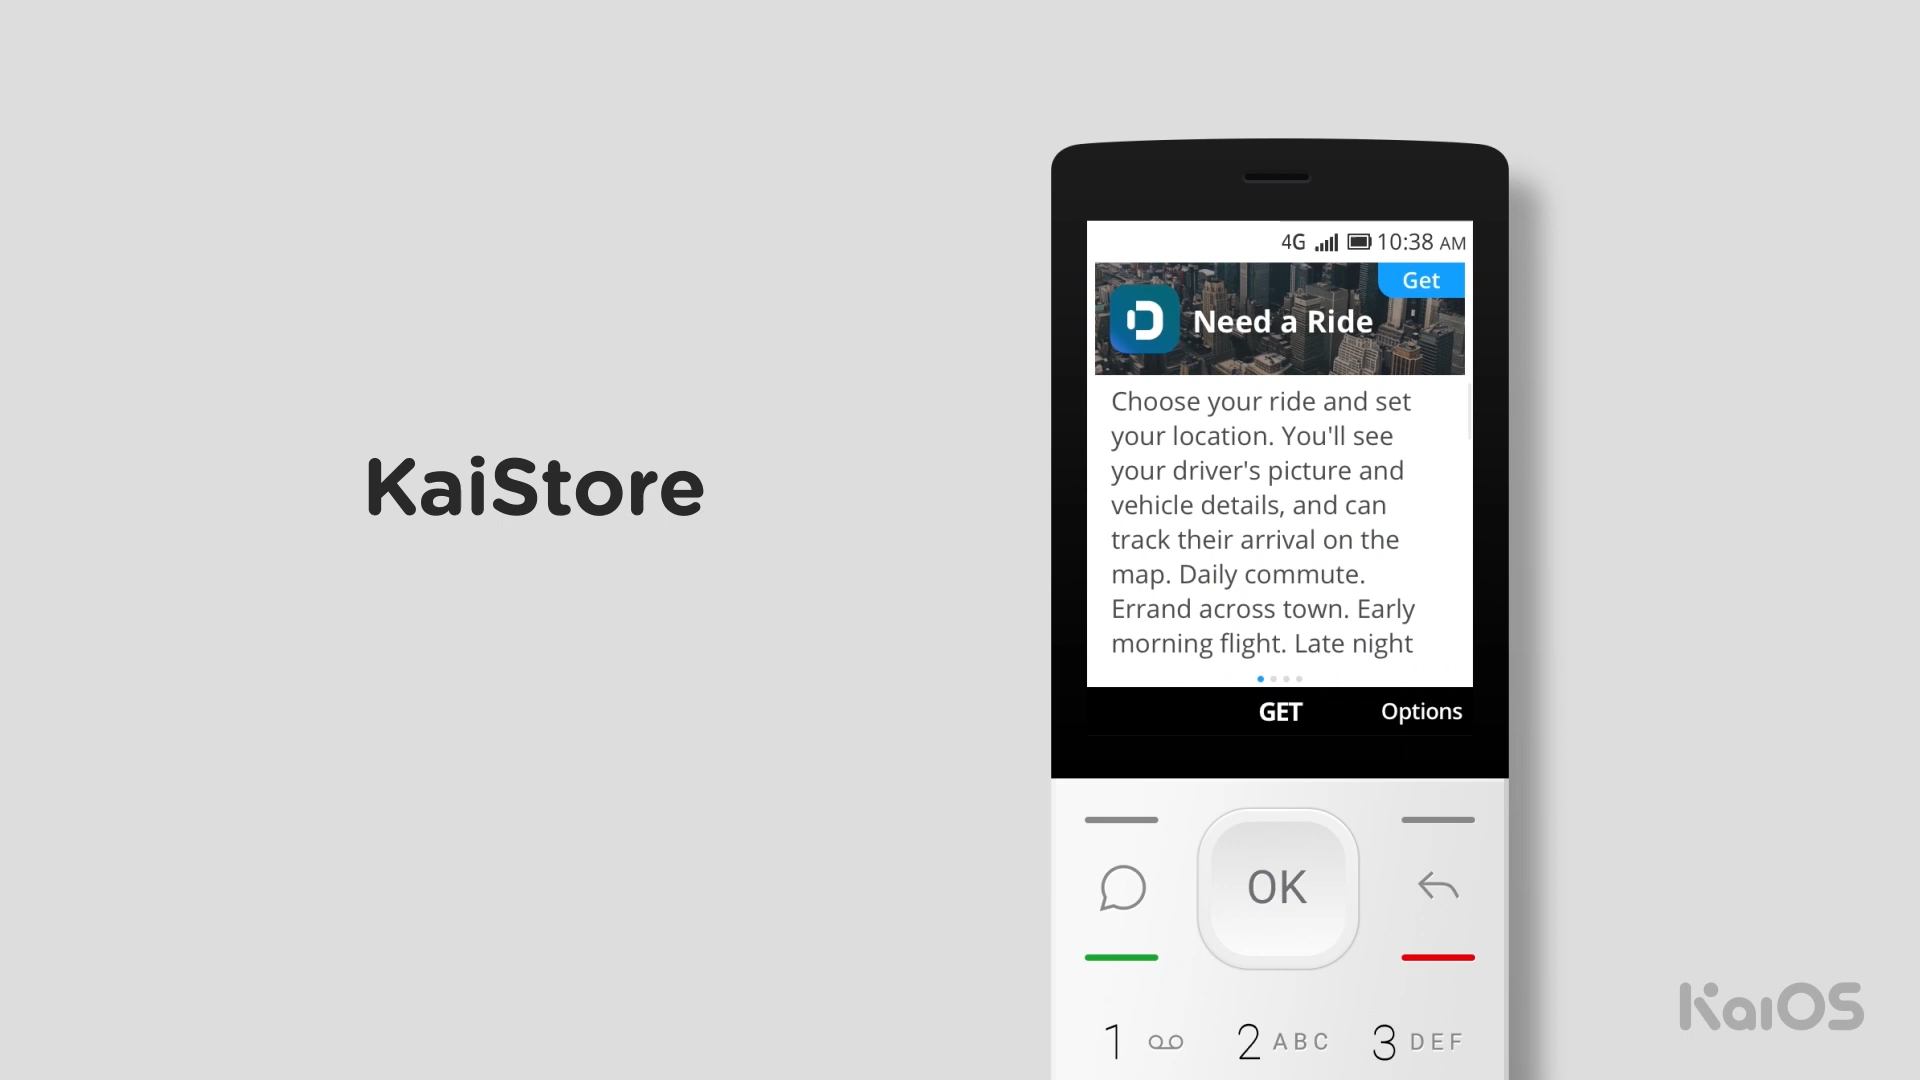 KaiStore
4G 10:38 AM
Get
Need a Ride
Choose your ride and set
your location. You'll see
your driver's picture and
vehicle details, and can
track their arrival on the
map. Daily commute.
Errand across town. Early
morning flight. Late night
GET Options
OK
1 2 ABC 3 DEF
KaiOS